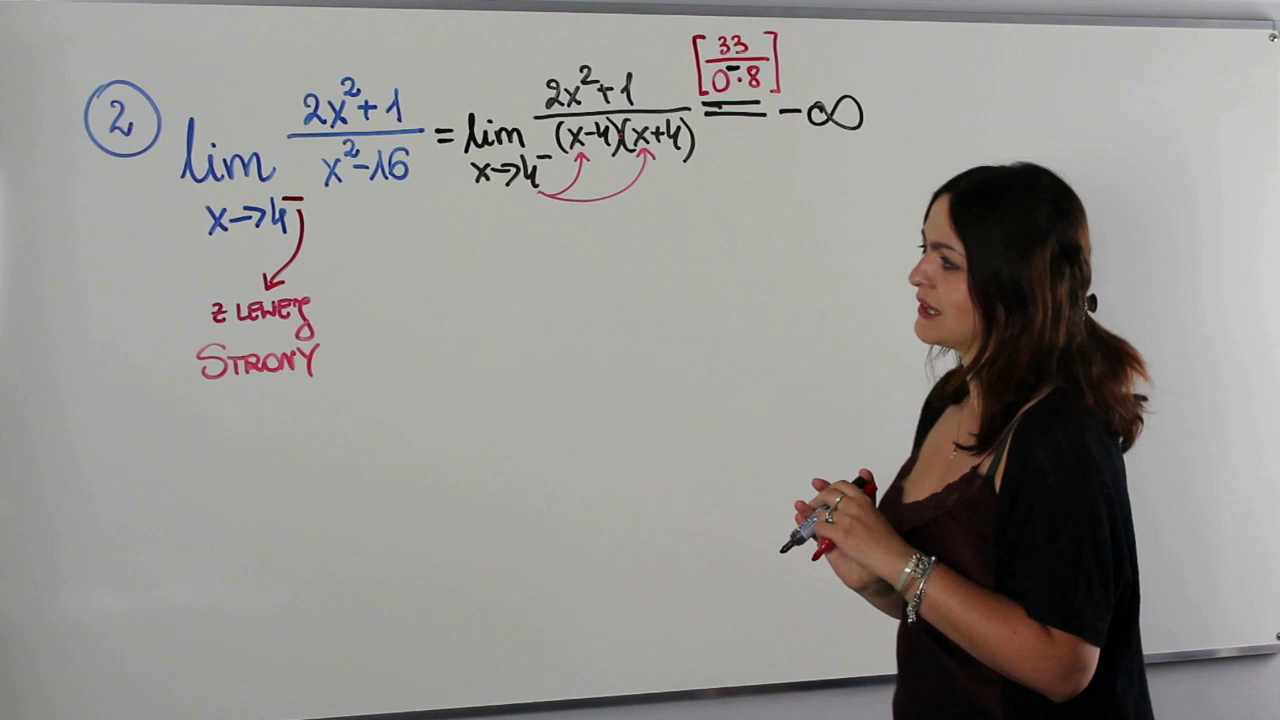 2
lim x→4⁻ (2x²+1)/(x²-16) = lim x→4⁻ (2x²+1)/((x-4)(x+4)) = [33/(0⁻·8)] = -∞
Z LEWEJ
STRONY